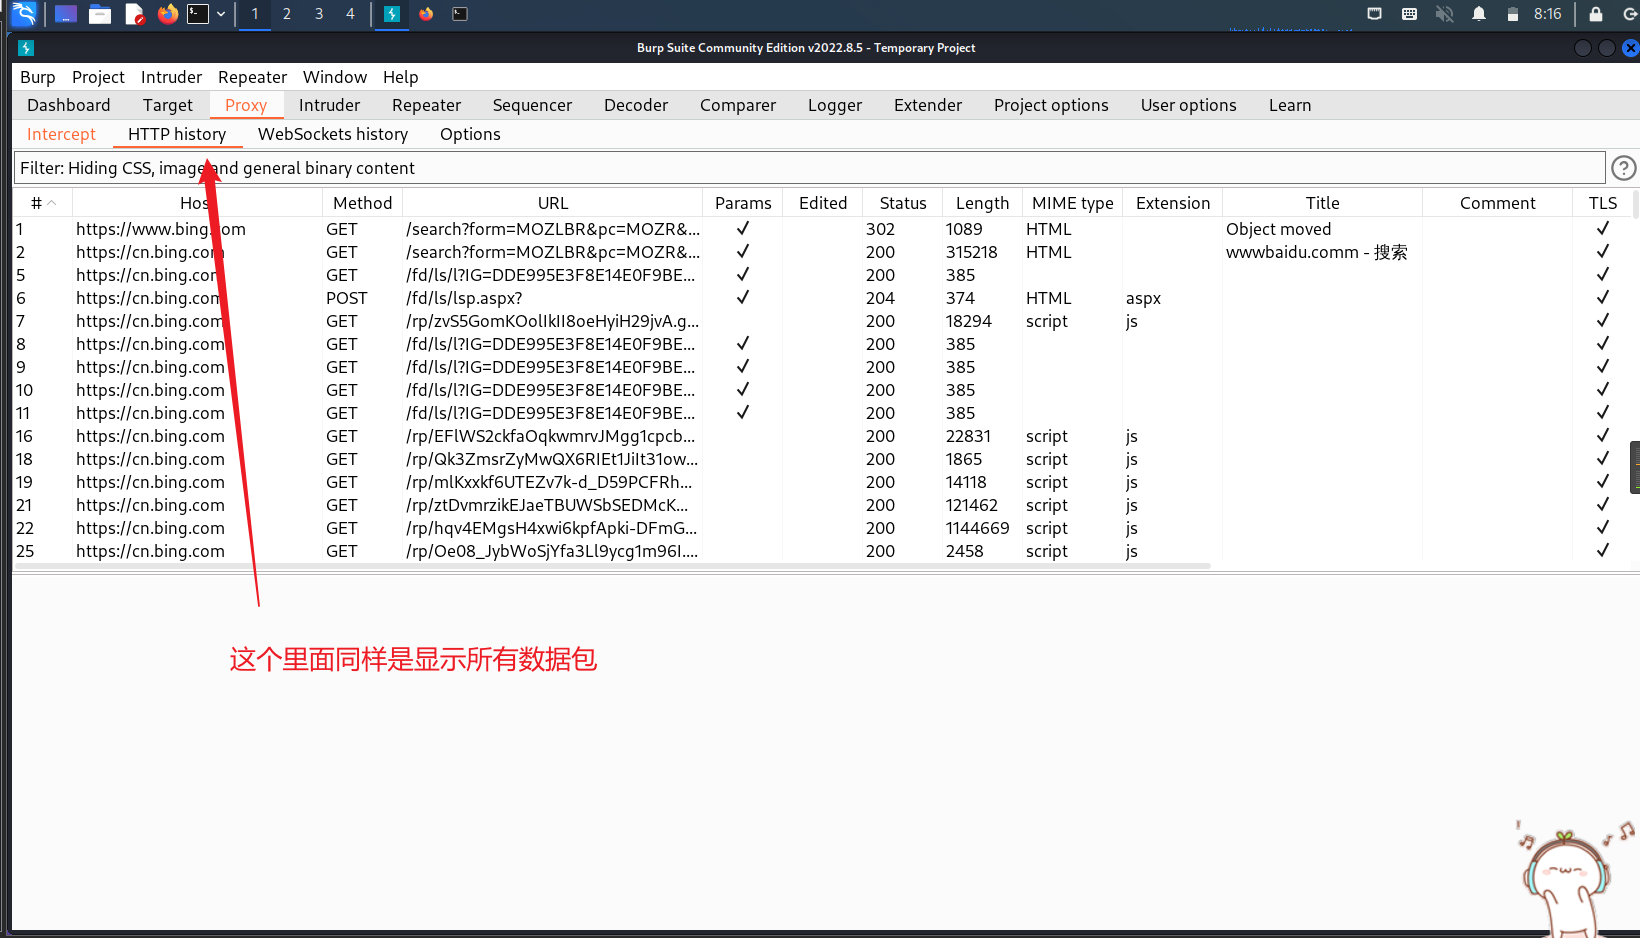 1 2 3 4 8:16
Burp Suite Community Edition v2022.8.5 - Temporary Project
Burp Project Intruder Repeater Window Help
Dashboard Target Proxy Intruder Repeater Sequencer Decoder Comparer Logger Extender Project options User options Learn
Intercept HTTP history WebSockets history Options
Filter: Hiding CSS, image and general binary content
# Host Method URL Params Edited Status Length MIME type Extension Title Comment TLS
1 https://www.bing.com GET /search?form=MOZLBR&pc=MOZR&... ✓ 302 1089 HTML Object moved ✓
2 https://cn.bing.com GET /search?form=MOZLBR&pc=MOZR&... ✓ 200 315218 HTML wwwbaidu.comm - 搜索 ✓
5 https://cn.bing.com GET /fd/ls/l?IG=DDE995E3F8E14E0F9BE... ✓ 200 385 ✓
6 https://cn.bing.com POST /fd/ls/lsp.aspx? ✓ 204 374 HTML aspx ✓
7 https://cn.bing.com GET /rp/zvS5GomKOolIkII8oeHyiH29jvA.g... 200 18294 script js ✓
8 https://cn.bing.com GET /fd/ls/l?IG=DDE995E3F8E14E0F9BE... ✓ 200 385 ✓
9 https://cn.bing.com GET /fd/ls/l?IG=DDE995E3F8E14E0F9BE... ✓ 200 385 ✓
10 https://cn.bing.com GET /fd/ls/l?IG=DDE995E3F8E14E0F9BE... ✓ 200 385 ✓
11 https://cn.bing.com GET /fd/ls/l?IG=DDE995E3F8E14E0F9BE... ✓ 200 385 ✓
16 https://cn.bing.com GET /rp/EFlWS2ckfaOqkwmrvJMgg1cpcb... 200 22831 script js ✓
18 https://cn.bing.com GET /rp/Qk3ZmsrZyMwQX6RIEt1JiIt31ow... 200 1865 script js ✓
19 https://cn.bing.com GET /rp/mlKxxkf6UTEZv7k-d_D59PCFRh... 200 14118 script js ✓
21 https://cn.bing.com GET /rp/ztDvmrzikEJaeTBUWSbSEDMcK... 200 121462 script js ✓
22 https://cn.bing.com GET /rp/hqv4EMgsH4xwi6kpfApki-DFmG... 200 1144669 script js ✓
25 https://cn.bing.com GET /rp/Oe08_JybWoSjYfa3Ll9ycg1m96I.... 200 2458 script js ✓
这个里面同样是显示所有数据包